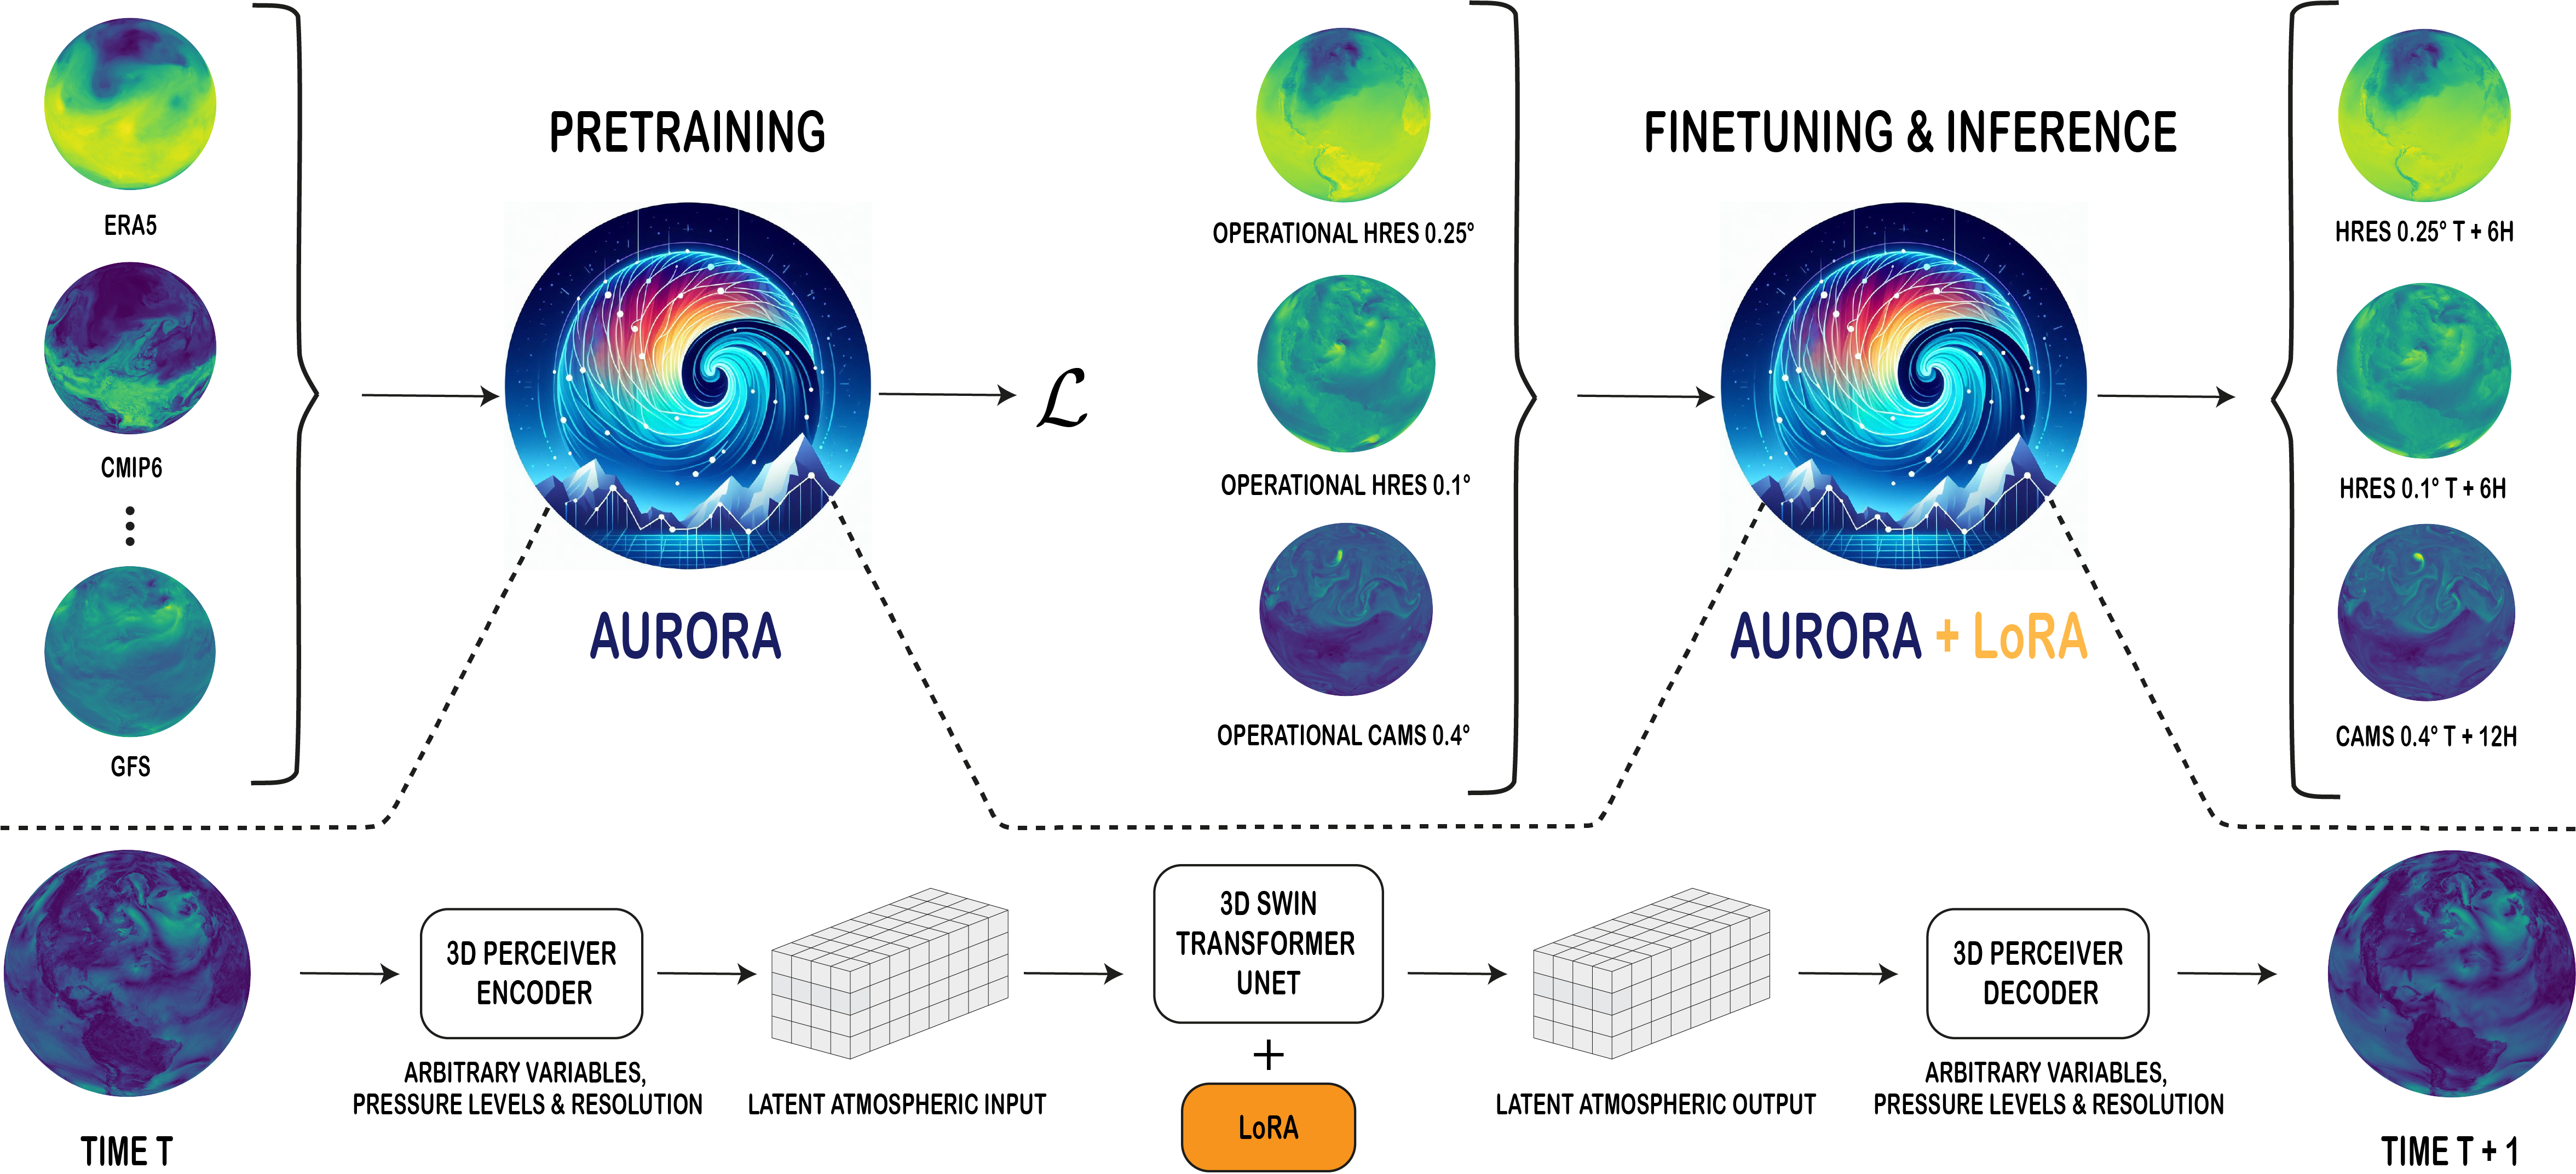 PRETRAINING
FINETUNING & INFERENCE
ERA5
CMIP6
GFS
AURORA
ℒ
OPERATIONAL HRES 0.25°
OPERATIONAL HRES 0.1°
OPERATIONAL CAMS 0.4°
AURORA + LoRA
HRES 0.25° T + 6H
HRES 0.1° T + 6H
CAMS 0.4° T + 12H
TIME T
3D PERCEIVER
ENCODER
ARBITRARY VARIABLES,
PRESSURE LEVELS & RESOLUTION
LATENT ATMOSPHERIC INPUT
3D SWIN
TRANSFORMER
UNET
+
LoRA
LATENT ATMOSPHERIC OUTPUT
3D PERCEIVER
DECODER
ARBITRARY VARIABLES,
PRESSURE LEVELS & RESOLUTION
TIME T + 1